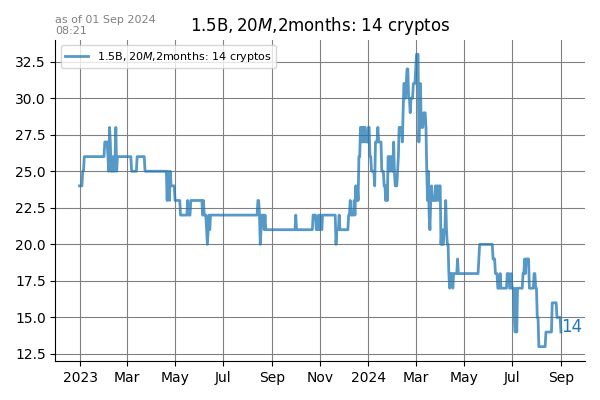 as of 01 Sep 2024
08:21
1.5B, 20M,2months: 14 cryptos
1.5B, 20M,2months: 14 cryptos
32.5
30.0
27.5
25.0
22.5
20.0
17.5
15.0
12.5
14
2023 Mar May Jul Sep Nov 2024 Mar May Jul Sep